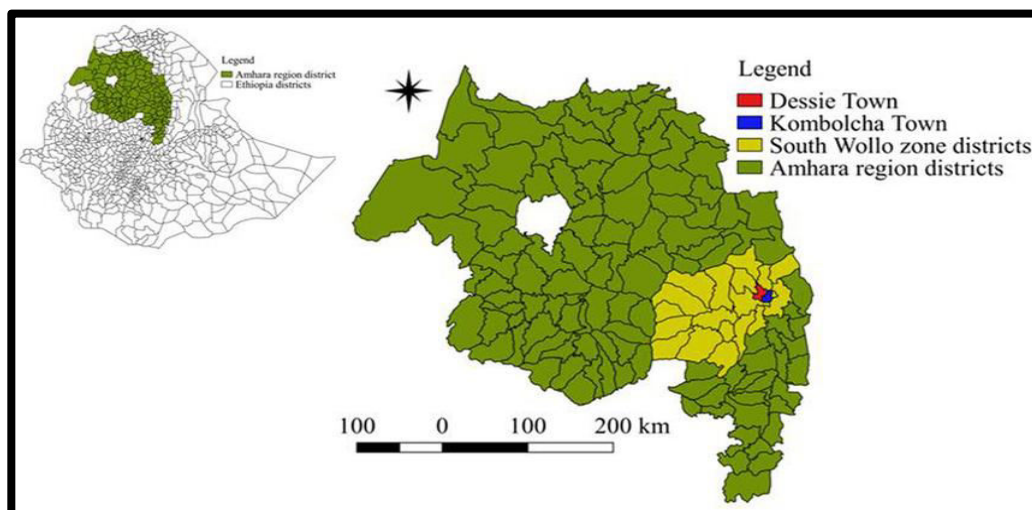 Legend
Amhara region district
Ethiopia districts
Legend
Dessie Town
Kombolcha Town
South Wollo zone districts
Amhara region districts
100 0 100 200 km